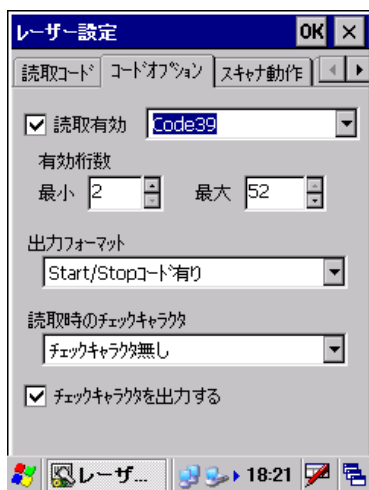 レーザー設定 OK ×
読取コード コードオプション スキャナ動作
読取有効 Code39
有効桁数
最小 2 最大 52
出力フォーマット
Start/Stopコード有り
読取時のチェックキャラクタ
チェックキャラクタ無し
チェックキャラクタを出力する
レーザ... 18:21